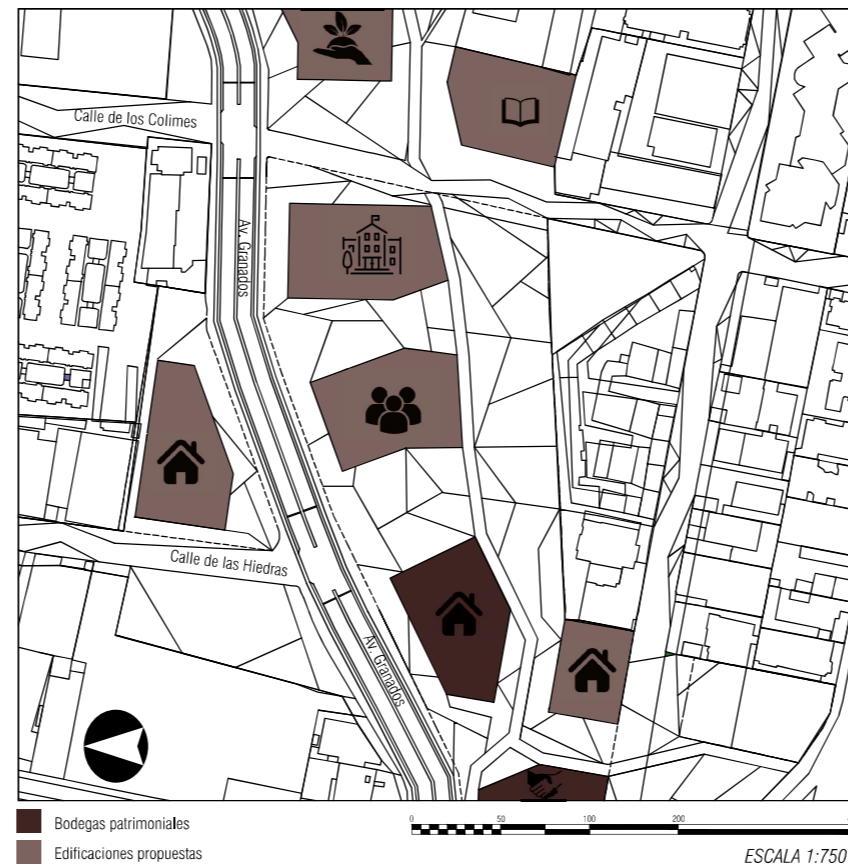 Calle de los Colimes
Av. Granados
Calle de las Hiedras
Av. Granados
Bodegas patrimoniales
Edificaciones propuestas
0 50 100 200
ESCALA 1:750